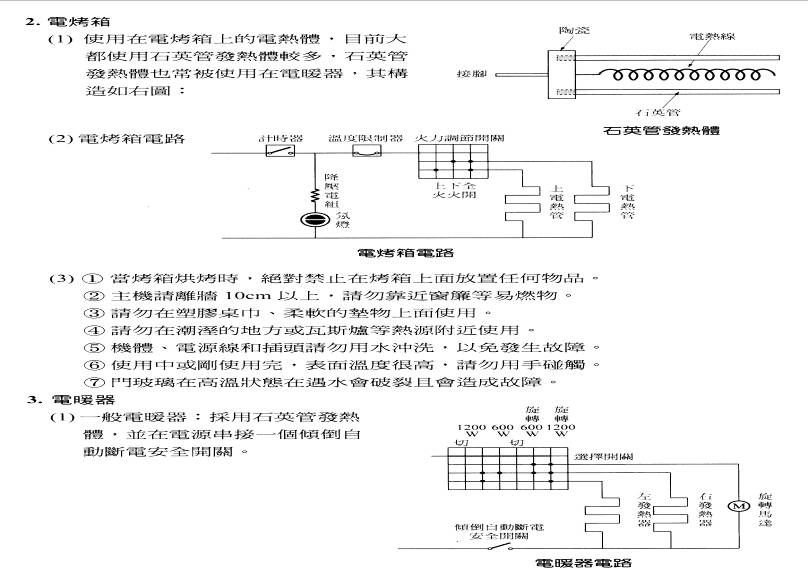 2. 電烤箱
(1) 使用在電烤箱上的電熱體，目前大
都使用石英管發熱體較多，石英管
發熱體也常被使用在電暖器，其構
造如右圖：
陶瓷
電熱線
接腳
石英管
石英管發熱體
(2) 電烤箱電路
計時器 溫度限制器 火力調節開關
降壓電組
氖燈
上火 下火 全開
上電熱管
下電熱管
電烤箱電路
(3) ① 當烤箱烘烤時，絕對禁止在烤箱上面放置任何物品。
② 主機請離牆 10cm 以上，請勿靠近窗簾等易燃物。
③ 請勿在塑膠桌巾、柔軟的墊物上面使用。
④ 請勿在潮溼的地方或瓦斯爐等熱源附近使用。
⑤ 機體、電源線和插頭請勿用水沖洗，以免發生故障。
⑥ 使用中或剛使用完，表面溫度很高，請勿用手碰觸。
⑦ 門玻璃在高溫狀態在遇水會破裂且會造成故障。
3. 電暖器
(1) 一般電暖器：採用石英管發熱
體，並在電源串接一個傾倒自
動斷電安全開關。
旋轉 旋轉
1200W 600W 600W 1200W
切 切
選擇開關
左發熱器
右發熱器
M
旋轉馬達
傾倒自動斷電
安全開關
電暖器電路